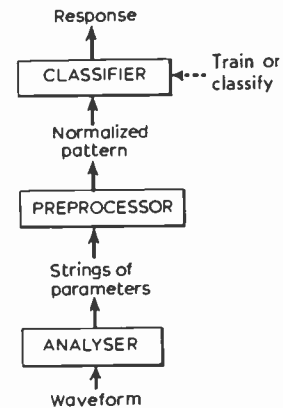 Response
CLASSIFIER
Train or
classify
Normalized
pattern
PREPROCESSOR
Strings of
parameters
ANALYSER
Waveform